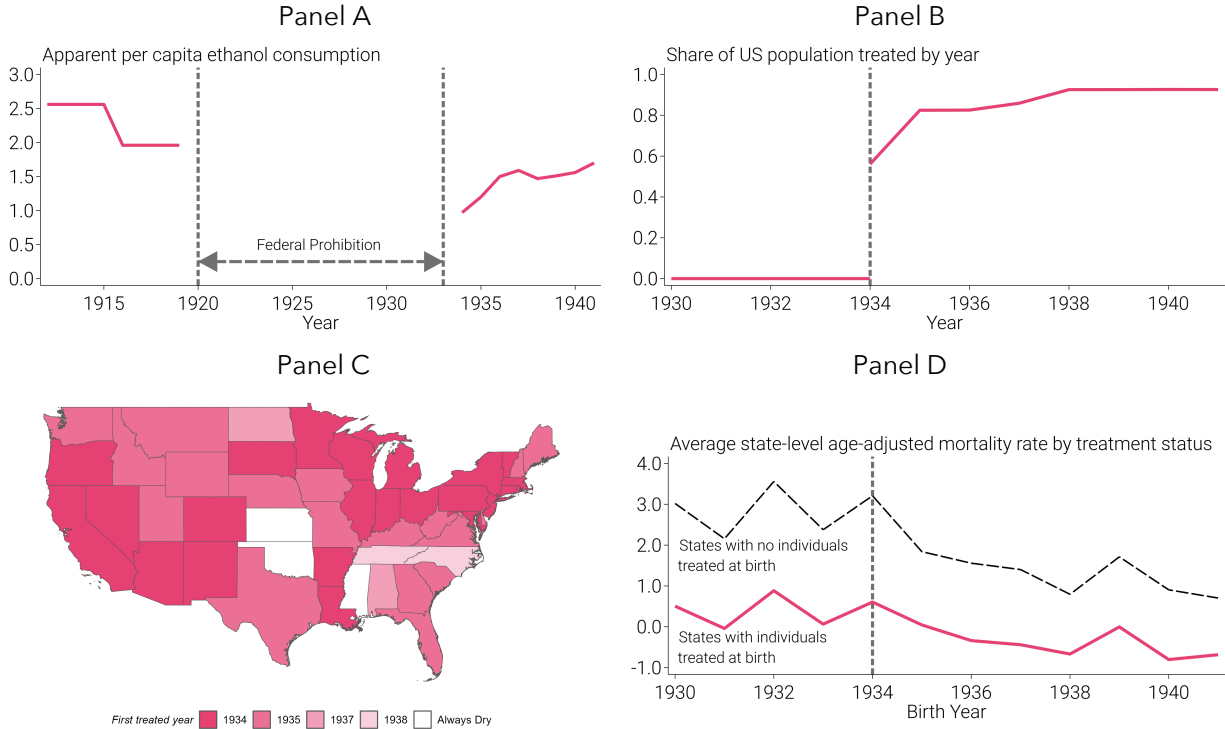 Panel A
Apparent per capita ethanol consumption
3.0
2.5
2.0
1.5
1.0
0.5
0.0
Federal Prohibition
1915 1920 1925 1930 1935 1940
Year
Panel B
Share of US population treated by year
1.0
0.8
0.6
0.4
0.2
0.0
1930 1932 1934 1936 1938 1940
Year
Panel C
First treated year 1934 1935 1937 1938 Always Dry
Panel D
Average state-level age-adjusted mortality rate by treatment status
4.0
3.0
2.0
1.0
0.0
-1.0
States with no individuals
treated at birth
States with individuals
treated at birth
1930 1932 1934 1936 1938 1940
Birth Year